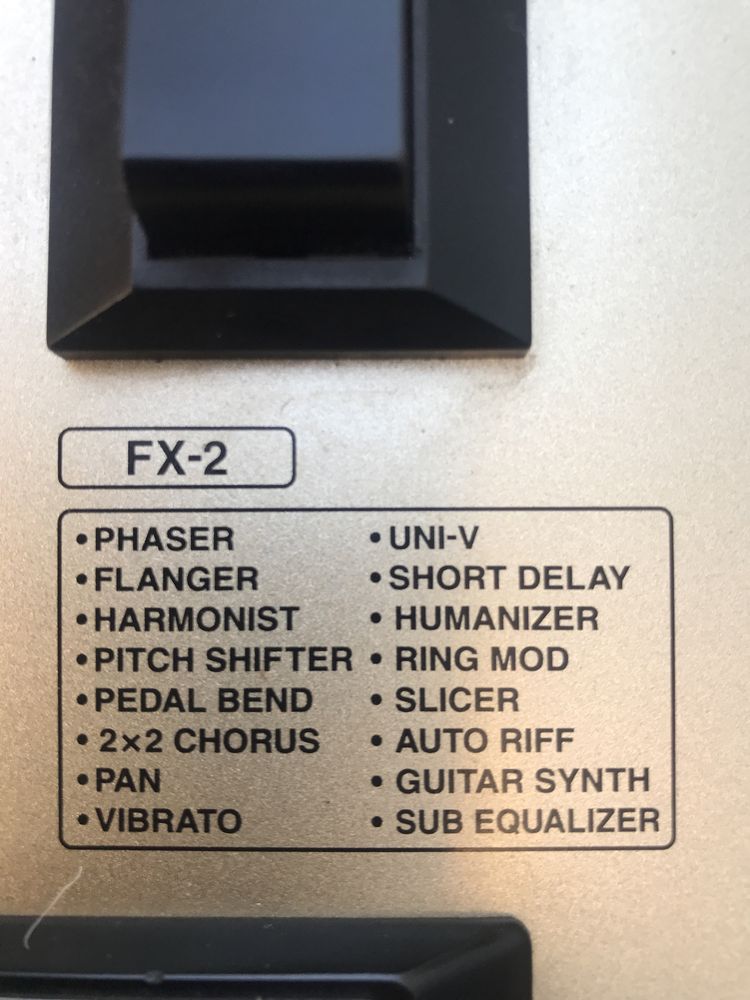 FX-2
•PHASER
•FLANGER
•HARMONIST
•PITCH SHIFTER
•PEDAL BEND
• 2×2 CHORUS
•PAN
•VIBRATO
•UNI-V
•SHORT DELAY
• HUMANIZER
• RING MOD
• SLICER
• AUTO RIFF
• GUITAR SYNTH
• SUB EQUALIZER